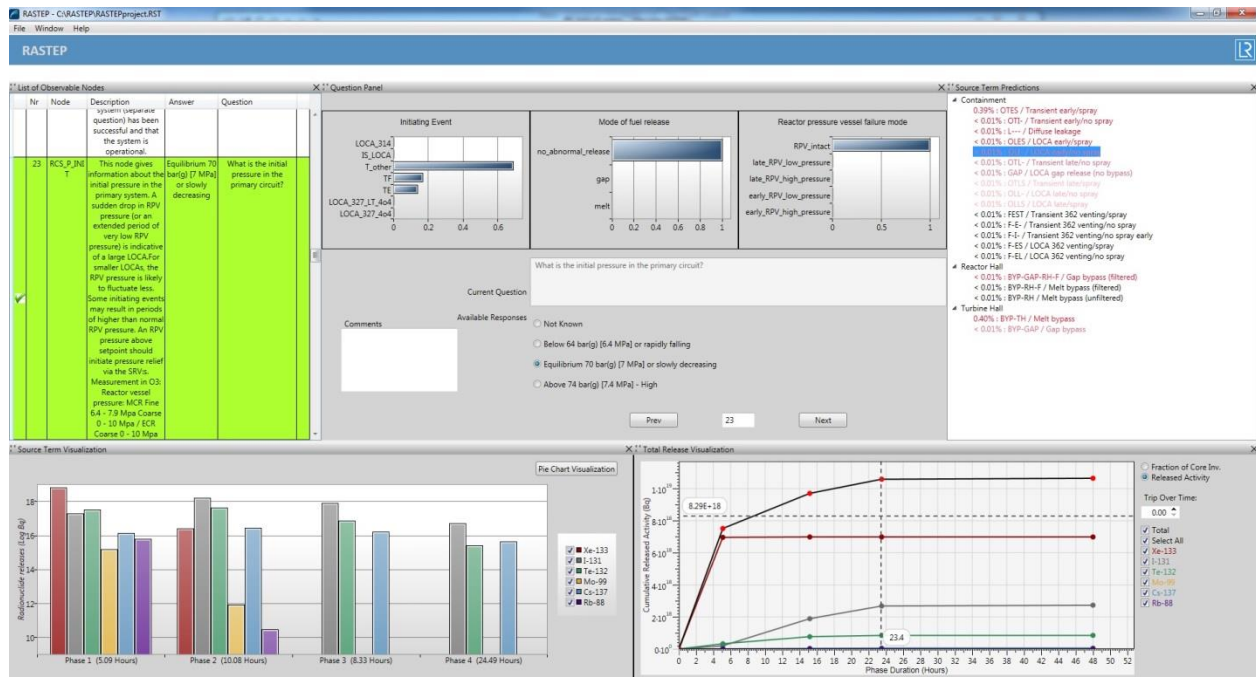 RASTEP - C:\RASTEP\RASTEPproject.RST
File Window Help
RASTEP
LR
List of Observable Nodes
Nr Node Description Answer Question
system (separate
question) has been
successful and that
the system is
operational.
23 RCS_P_INI
T
This node gives
information about the
initial pressure in the
primary system. A
sudden drop in RPV
pressure (or an
extended period of
very low RPV
pressure) is indicative
of a large LOCA.For
smaller LOCAs, the
RPV pressure is likely
to fluctuate less.
Some initiating events
may result in periods
of higher than normal
RPV pressure. An RPV
pressure above
setpoint should
initiate pressure relief
via the SRV:s.
Measurement in O3:
Reactor vessel
pressure: MCR Fine
6.4 - 7.9 Mpa Coarse
0 - 10 Mpa / ECR
Coarse 0 - 10 Mpa
Equilibrium 70
bar(g) [7 MPa]
or slowly
decreasing
What is the initial
pressure in the
primary circuit?
Question Panel
Initiating Event
LOCA_314
IS_LOCA
T_other
TF
TE
LOCA_327_LT_4o4
LOCA_327_4o4
0 0.2 0.4 0.6 0.8 1
Mode of fuel release
no_abnormal_release
gap
melt
0 0.2 0.4 0.6 0.8 1
Reactor pressure vessel failure mode
RPV_intact
late_RPV_low_pressure
late_RPV_high_pressure
early_RPV_low_pressure
early_RPV_high_pressure
0 0.5 1
Current Question
What is the initial pressure in the primary circuit?
Comments
Available Responses
Not Known
Below 64 bar(g) [6.4 MPa] or rapidly falling
Equilibrium 70 bar(g) [7 MPa] or slowly decreasing
Above 74 bar(g) [7.4 MPa] - High
Prev 23 Next
Source Term Predictions
Containment
0.39% : OTES / Transient early/spray
< 0.01% : OTI- / Transient early/no spray
< 0.01% : L--- / Diffuse leakage
< 0.01% : OLES / LOCA early/spray
< 0.01% : OTL- / Transient late/no spray
< 0.01% : GAP / LOCA gap release (no bypass)
< 0.01% : OTLS / Transient late/spray
< 0.01% : OLL- / LOCA late/no spray
< 0.01% : OLLS / LOCA late/spray
< 0.01% : FEST / Transient 362 venting/spray
< 0.01% : F-E- / Transient 362 venting/no spray
< 0.01% : F-I- / Transient 362 venting/no spray early
< 0.01% : F-ES / LOCA 362 venting/spray
< 0.01% : F-EL / LOCA 362 venting/no spray
Reactor Hall
< 0.01% : BYP-GAP-RH-F / Gap bypass (filtered)
< 0.01% : BYP-RH-F / Melt bypass (filtered)
< 0.01% : BYP-RH / Melt bypass (unfiltered)
Turbine Hall
0.40% : BYP-TH / Melt bypass
< 0.01% : BYP-GAP / Gap bypass
Source Term Visualization
Pie Chart Visualization
Radionuclide releases (Log Bq)
18
16
14
12
10
Phase 1 (5.09 Hours) Phase 2 (10.08 Hours) Phase 3 (8.33 Hours) Phase 4 (24.49 Hours)
Xe-133
I-131
Te-132
Mo-99
Cs-137
Rb-88
Total Release Visualization
Cumulative Released Activity (Bq)
8.29E+18
23.4
0 2 4 6 8 10 12 14 16 18 20 22 24 26 28 30 32 34 36 38 40 42 44 46 48 50 52
Phase Duration (Hours)
Fraction of Core Inv.
Released Activity
Trip Over Time:
0.00
Total
Select All
Xe-133
I-131
Te-132
Mo-99
Cs-137
Rb-88